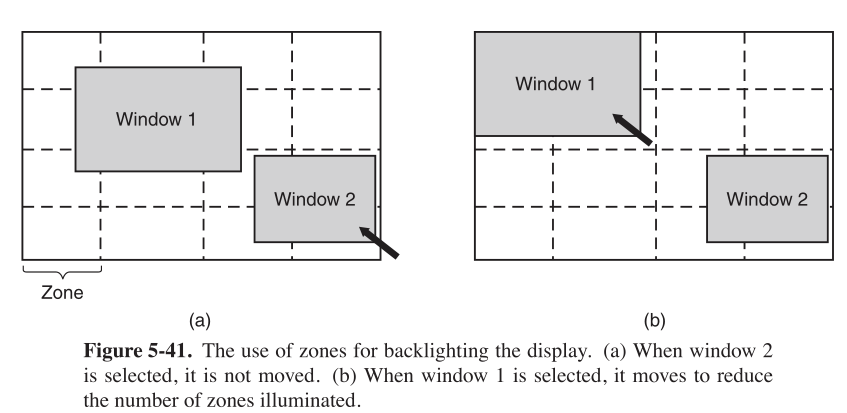 Window 1
Window 2
Zone
(a)
Window 1
Window 2
(b)
Figure 5-41. The use of zones for backlighting the display. (a) When window 2
is selected, it is not moved. (b) When window 1 is selected, it moves to reduce
the number of zones illuminated.